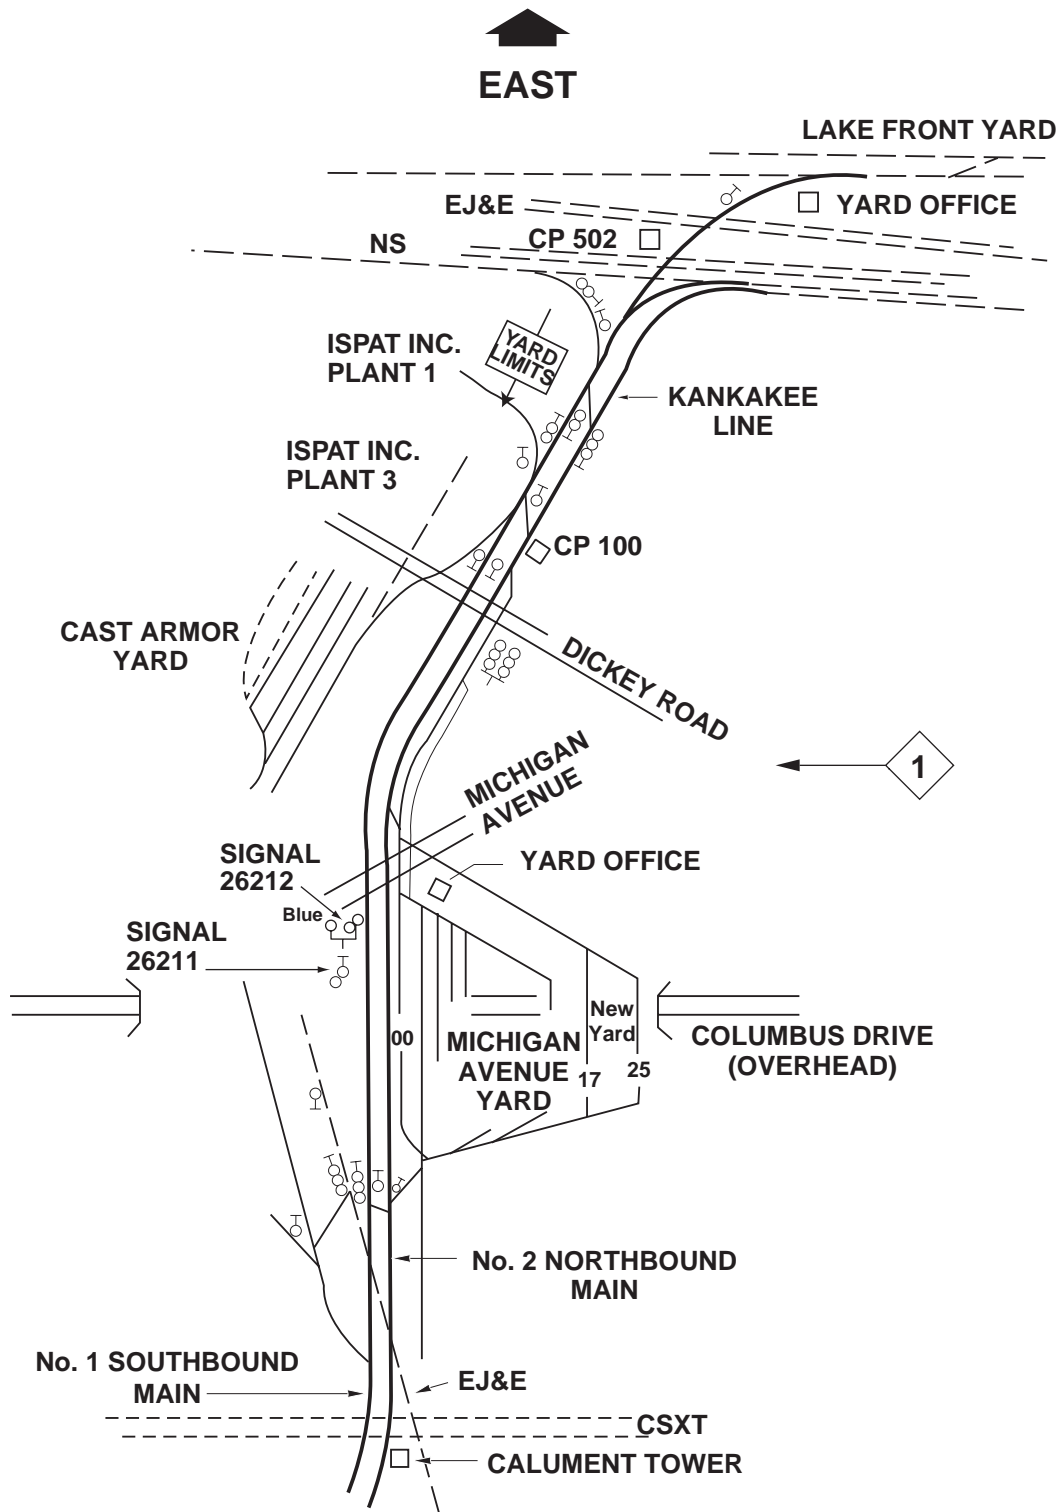 EAST
LAKE FRONT YARD
EJ&E
YARD OFFICE
CP 502
NS
ISPAT INC.
PLANT 1
YARD
LIMITS
KANKAKEE
LINE
ISPAT INC.
PLANT 3
CP 100
CAST ARMOR
YARD
DICKEY ROAD
1
MICHIGAN
AVENUE
SIGNAL
26212
YARD OFFICE
Blue
SIGNAL
26211
New
Yard
COLUMBUS DRIVE
(OVERHEAD)
00
MICHIGAN
AVENUE
YARD
17
25
No. 2 NORTHBOUND
MAIN
No. 1 SOUTHBOUND
MAIN
EJ&E
CSXT
CALUMENT TOWER